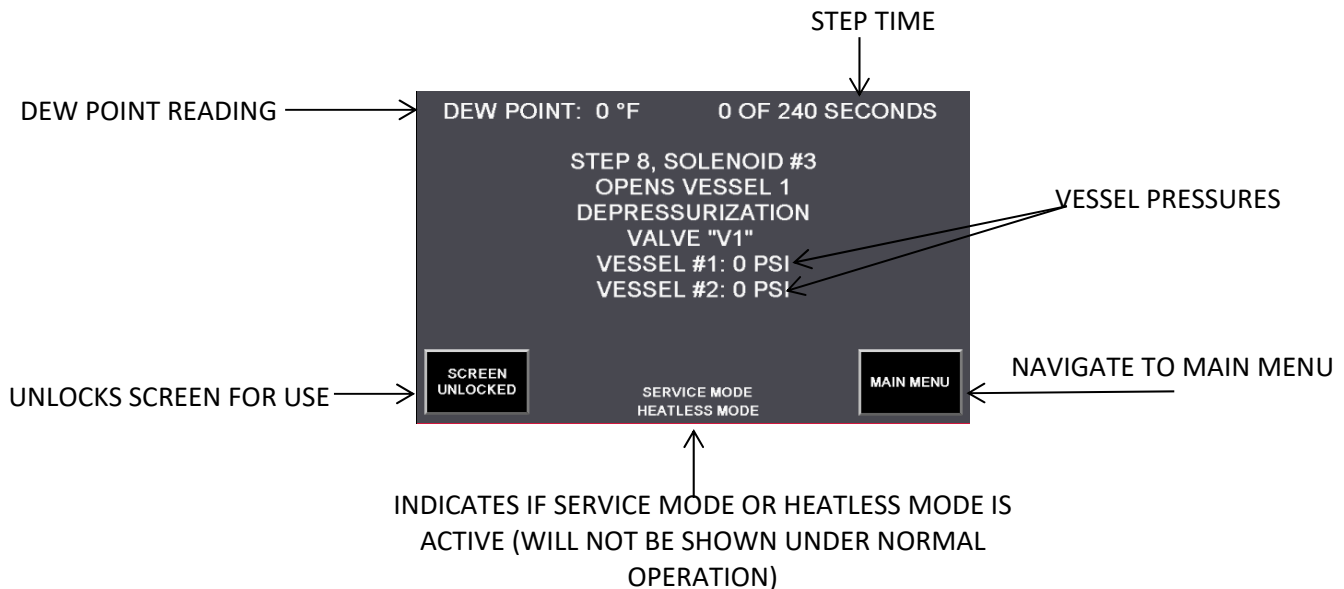 STEP TIME
DEW POINT READING
DEW POINT: 0 °F
0 OF 240 SECONDS
STEP 8, SOLENOID #3
OPENS VESSEL 1
DEPRESSURIZATION
VALVE "V1"
VESSEL #1: 0 PSI
VESSEL #2: 0 PSI
VESSEL PRESSURES
UNLOCKS SCREEN FOR USE
SCREEN
UNLOCKED
SERVICE MODE
HEATLESS MODE
MAIN MENU
NAVIGATE TO MAIN MENU
INDICATES IF SERVICE MODE OR HEATLESS MODE IS
ACTIVE (WILL NOT BE SHOWN UNDER NORMAL
OPERATION)